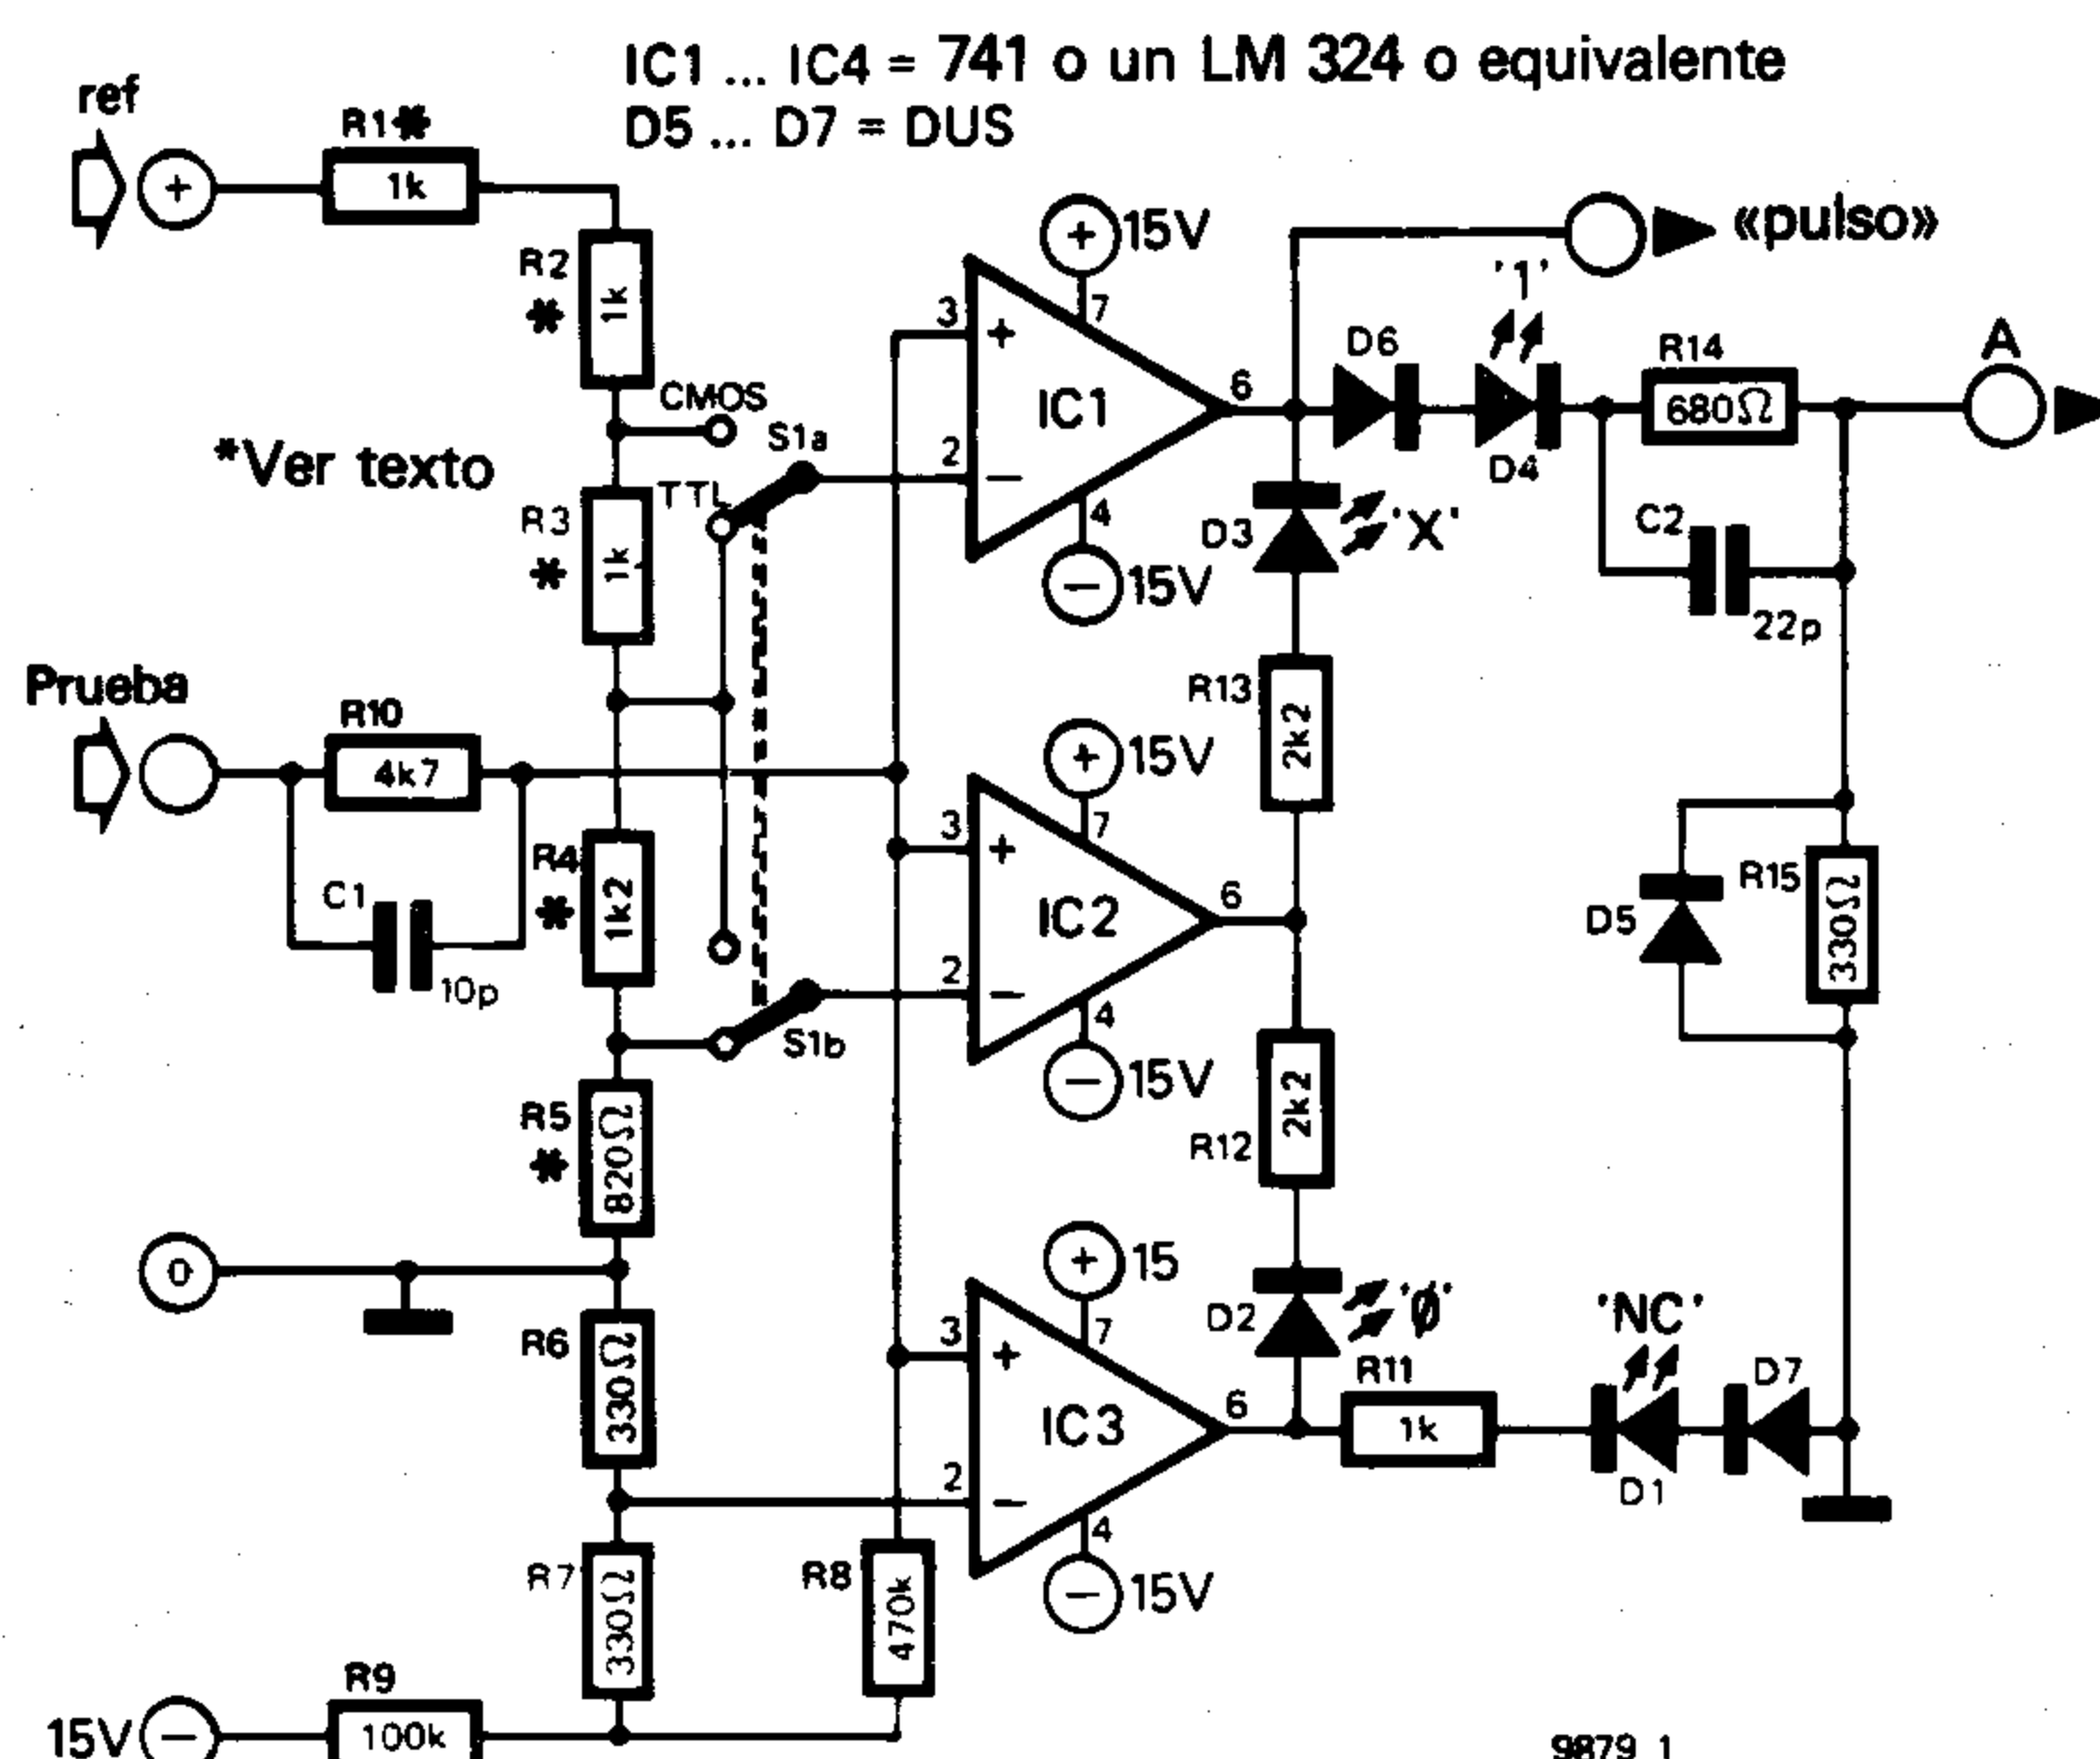 IC1 ... IC4 = 741 o un LM 324 o equivalente
D5 ... D7 = DUS
ref
+
R1*
1k
R2
*
1k
CMOS
S1a
TTL
*Ver texto
R3
*
1k
Prueba
R10
4k7
C1
10p
R4
*
1k2
S1b
R5
*
820Ω
0
R6
330Ω
R7
330Ω
R8
470k
R9
100k
15V
−
+
15V
3
+
7
IC1
6
2
−
4
−
15V
+
15V
3
+
7
IC2
6
2
−
4
−
15V
+
15
3
+
7
IC3
6
2
−
4
−
15V
«pulso»
'1'
D6
D4
R14
680Ω
A
C2
22p
D3
'X'
R13
2k2
R12
2k2
D2
'Ø'
R11
1k
D5
R15
330Ω
'NC'
D7
D1
9879 1